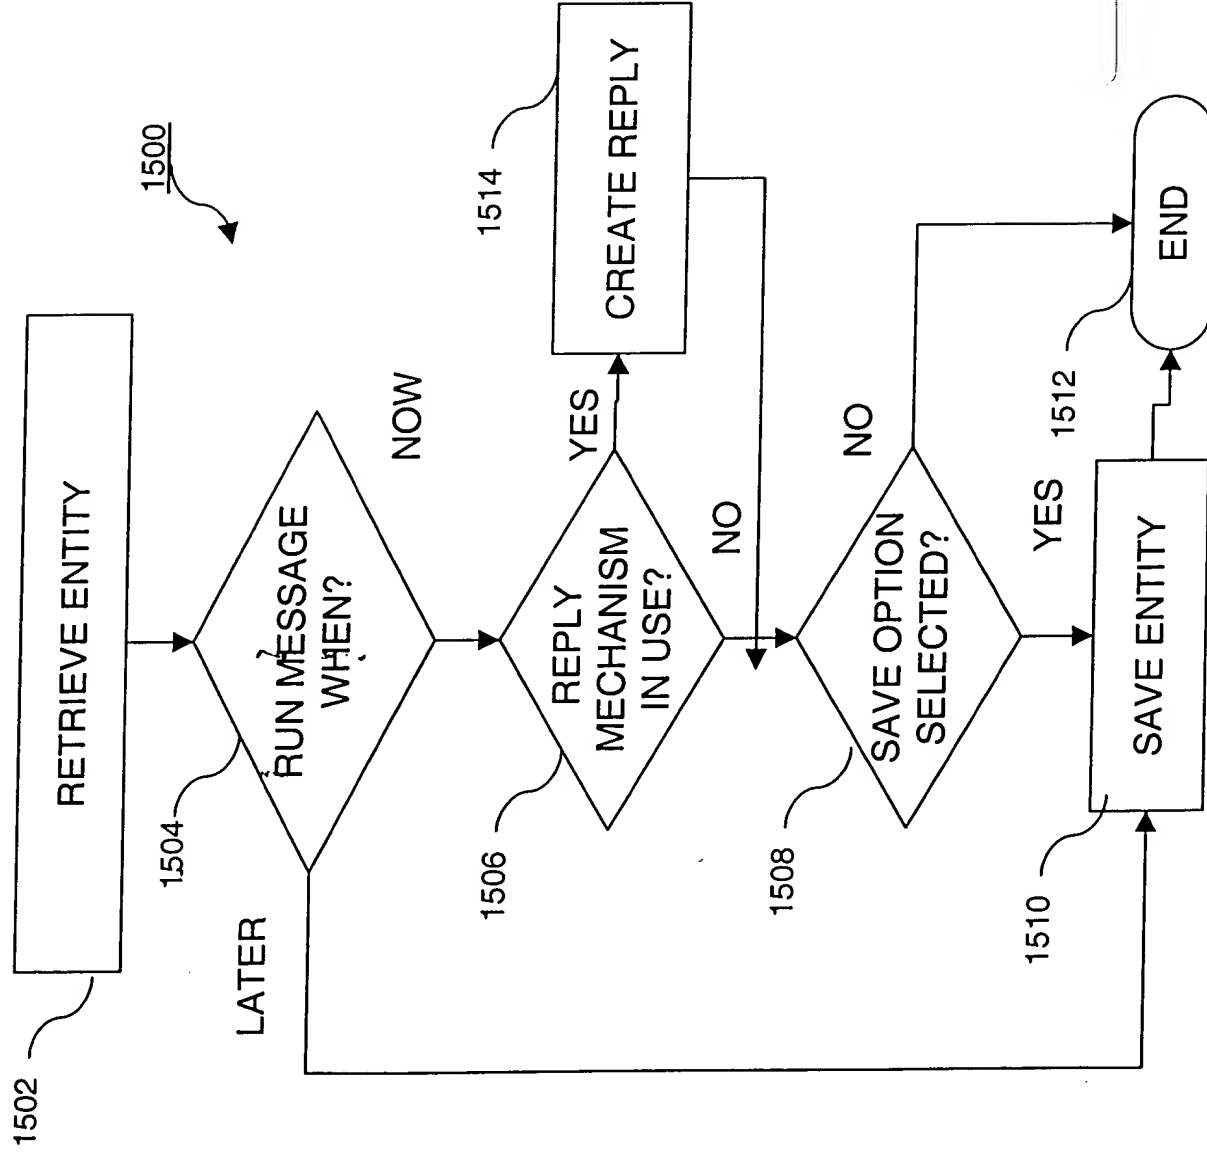 1500
1502
RETRIEVE ENTITY
1504
RUN MESSAGE
WHEN?
LATER
NOW
1506
REPLY
MECHANISM
IN USE?
YES
NO
1514
CREATE REPLY
1508
SAVE OPTION
SELECTED?
NO
YES
1510
SAVE ENTITY
1512
END